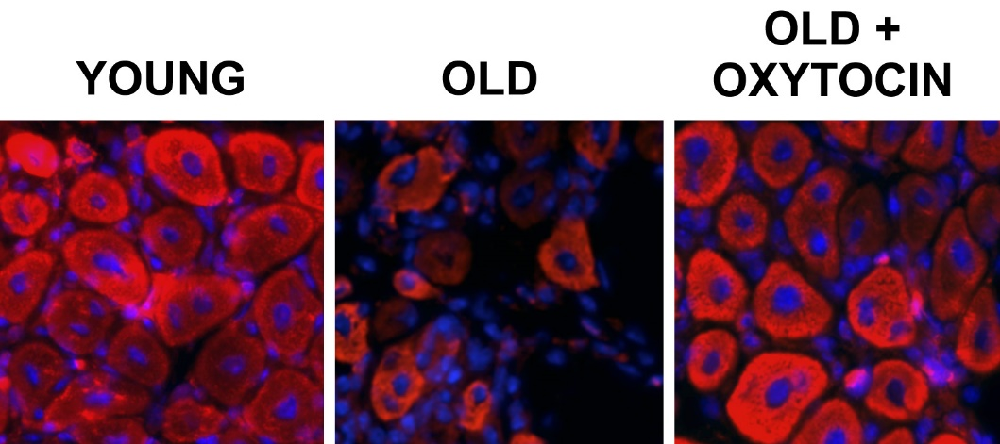 YOUNG
OLD
OLD +
OXYTOCIN